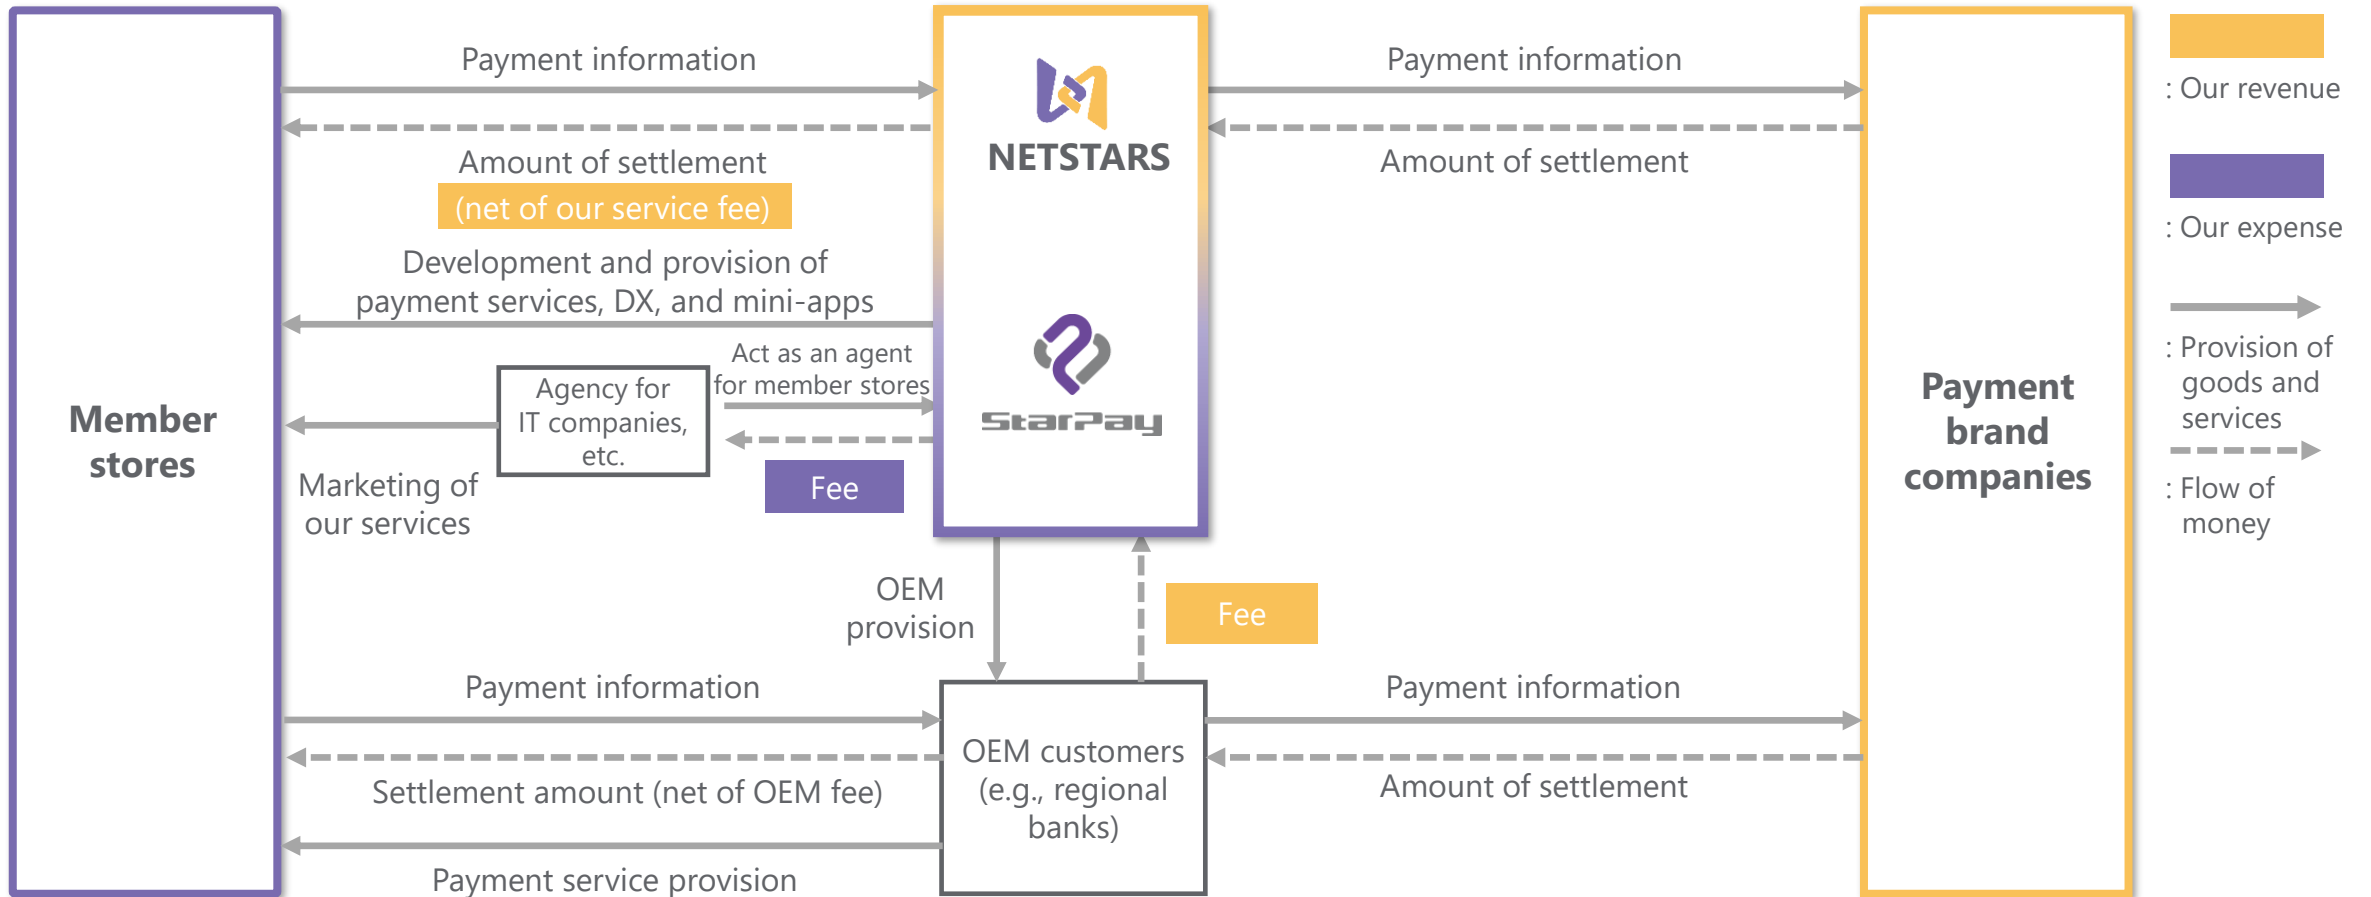 Member
stores
Payment information
Amount of settlement
(net of our service fee)
Development and provision of
payment services, DX, and mini-apps
Agency for
IT companies,
etc.
Act as an agent
for member stores
Marketing of
our services
Fee
NETSTARS
StarPay
Payment information
Amount of settlement
Payment
brand
companies
OEM
provision
Fee
Payment information
Settlement amount (net of OEM fee)
Payment service provision
OEM customers
(e.g., regional
banks)
Payment information
Amount of settlement
: Our revenue
: Our expense
: Provision of
goods and
services
: Flow of
money